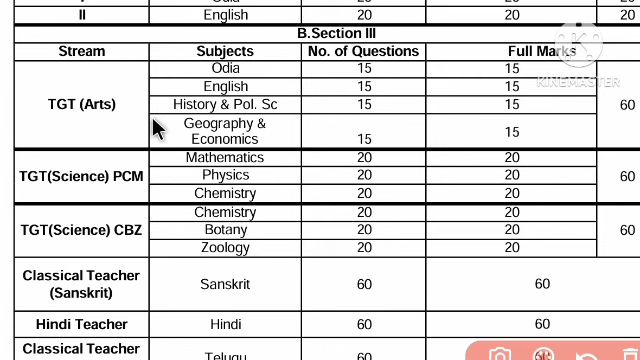 II English 20 20 20
B.Section III
Stream Subjects No. of Questions Full Marks
TGT (Arts) Odia 15 15 60
English 15 15
History & Pol. Sc 15 15
Geography & Economics 15 15
TGT(Science) PCM Mathematics 20 20 60
Physics 20 20
Chemistry 20 20
TGT(Science) CBZ Chemistry 20 20 60
Botany 20 20
Zoology 20 20
Classical Teacher (Sanskrit) Sanskrit 60 60
Hindi Teacher Hindi 60 60
Classical Teacher Telugu 60
KINEMASTER